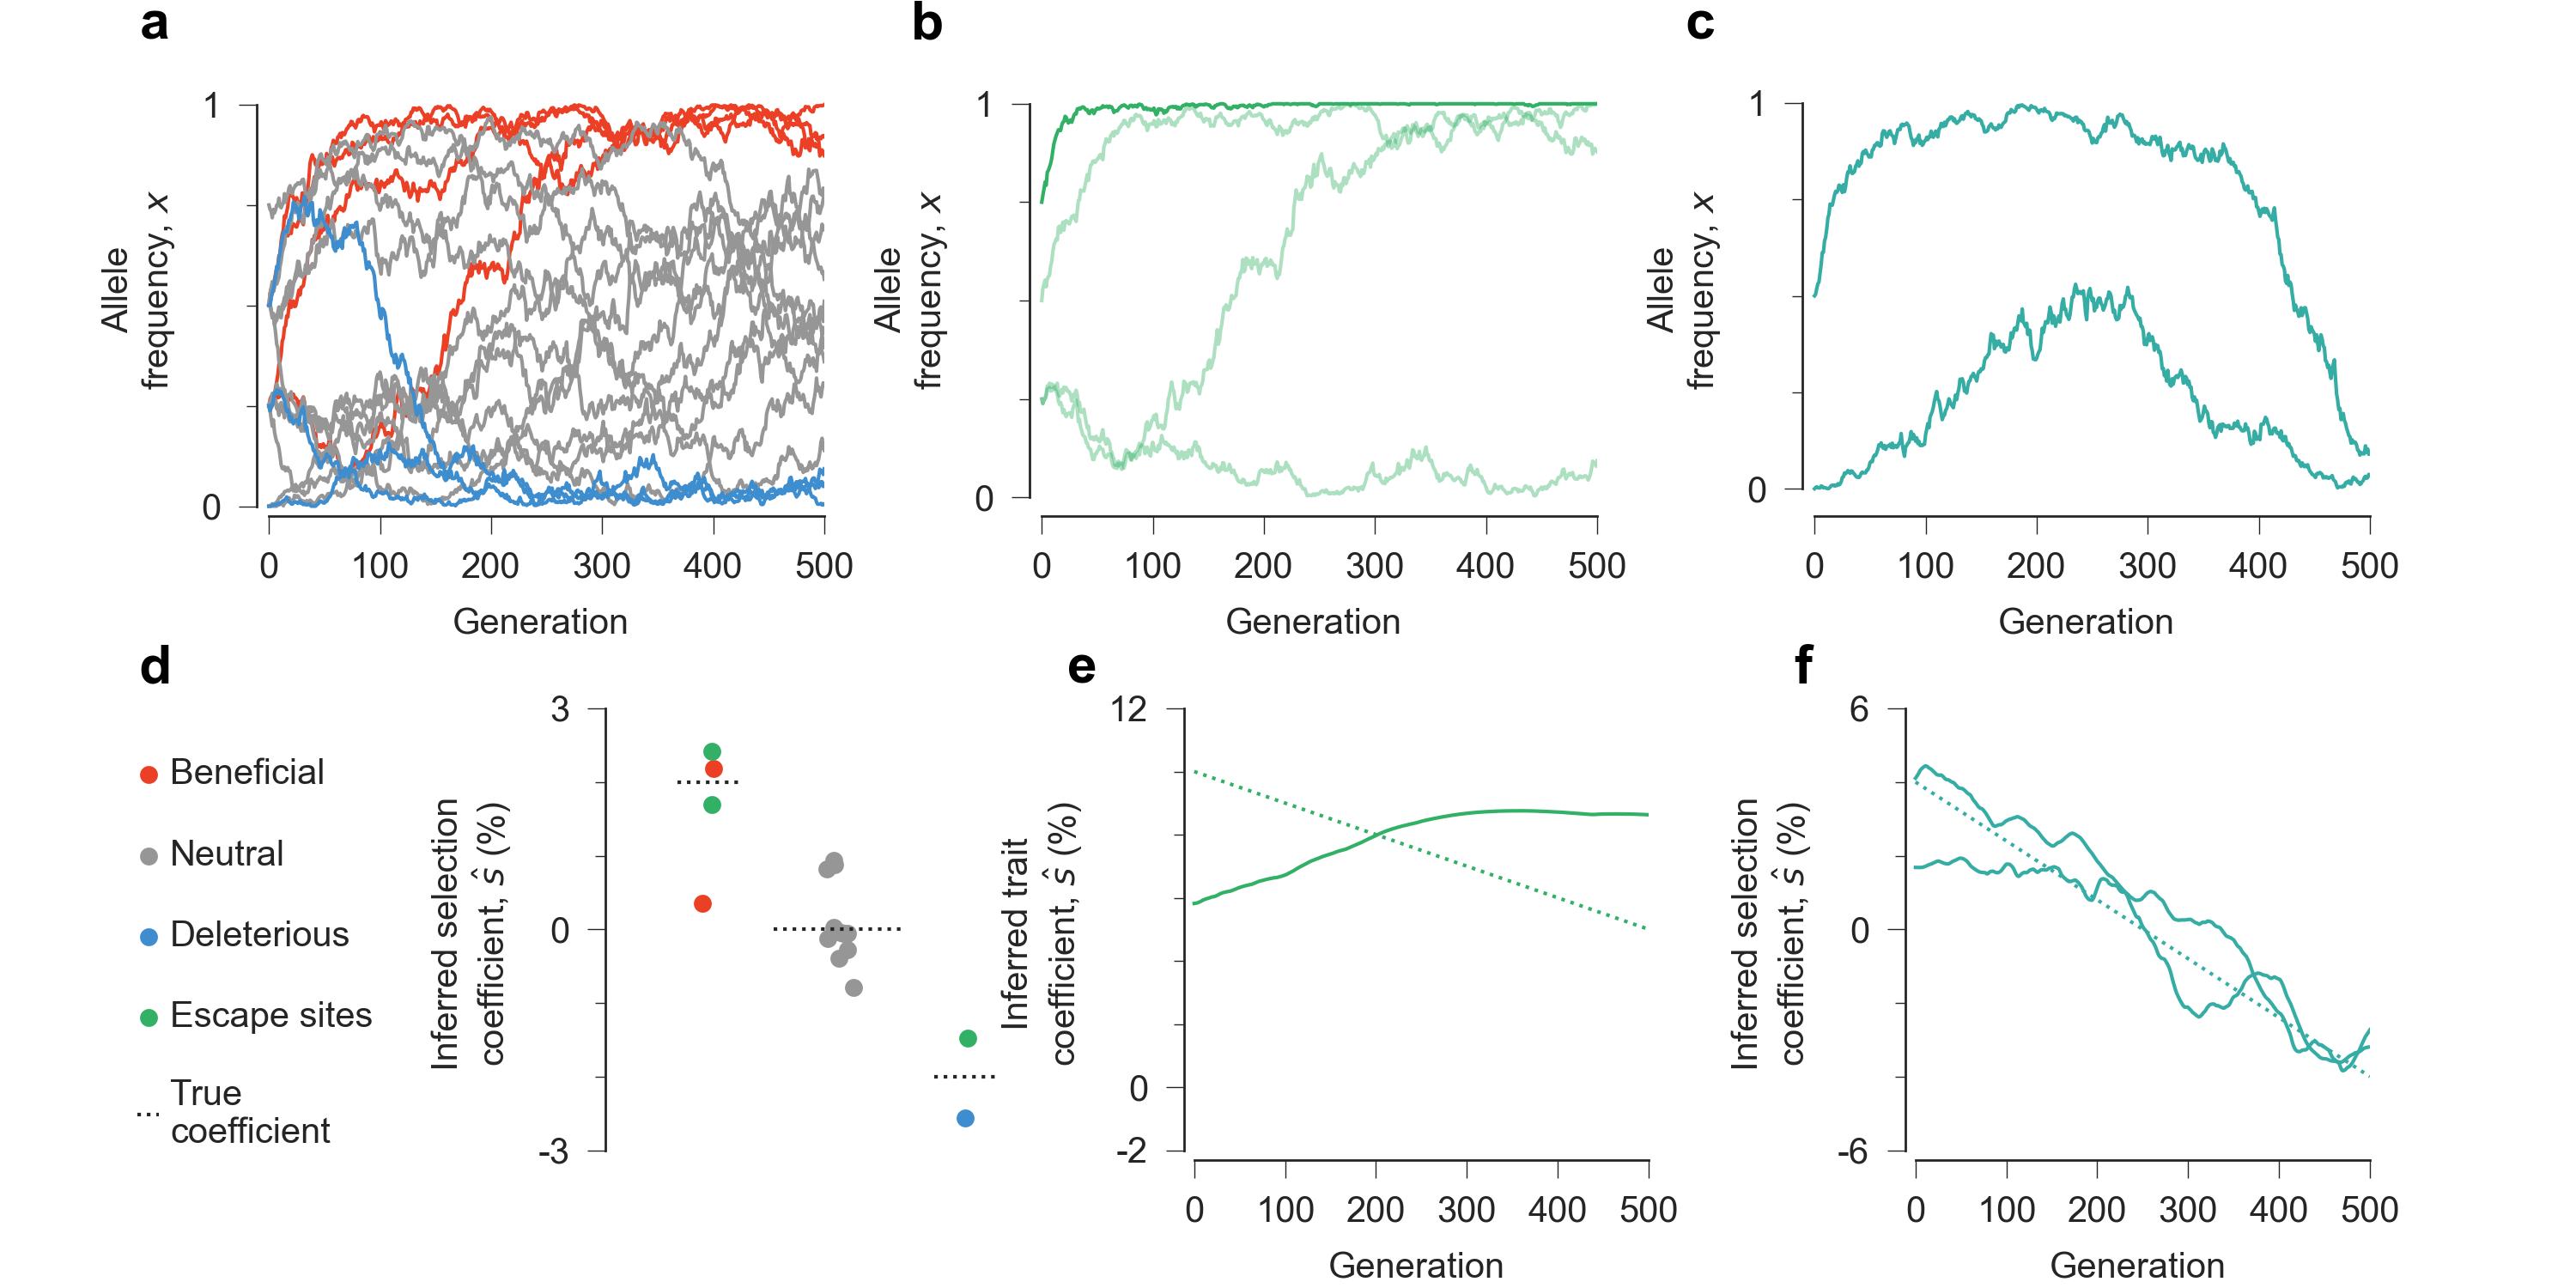 a
b
c
1
0
Allele
frequency, x
0 100 200 300 400 500
Generation
1
0
Allele
frequency, x
0 100 200 300 400 500
Generation
1
0
Allele
frequency, x
0 100 200 300 400 500
Generation
d
Beneficial
Neutral
Deleterious
Escape sites
True
coefficient
3
0
-3
Inferred selection
coefficient, ŝ (%)
e
12
0
-2
Inferred trait
coefficient, ŝ (%)
0 100 200 300 400 500
Generation
f
6
0
-6
Inferred selection
coefficient, ŝ (%)
0 100 200 300 400 500
Generation